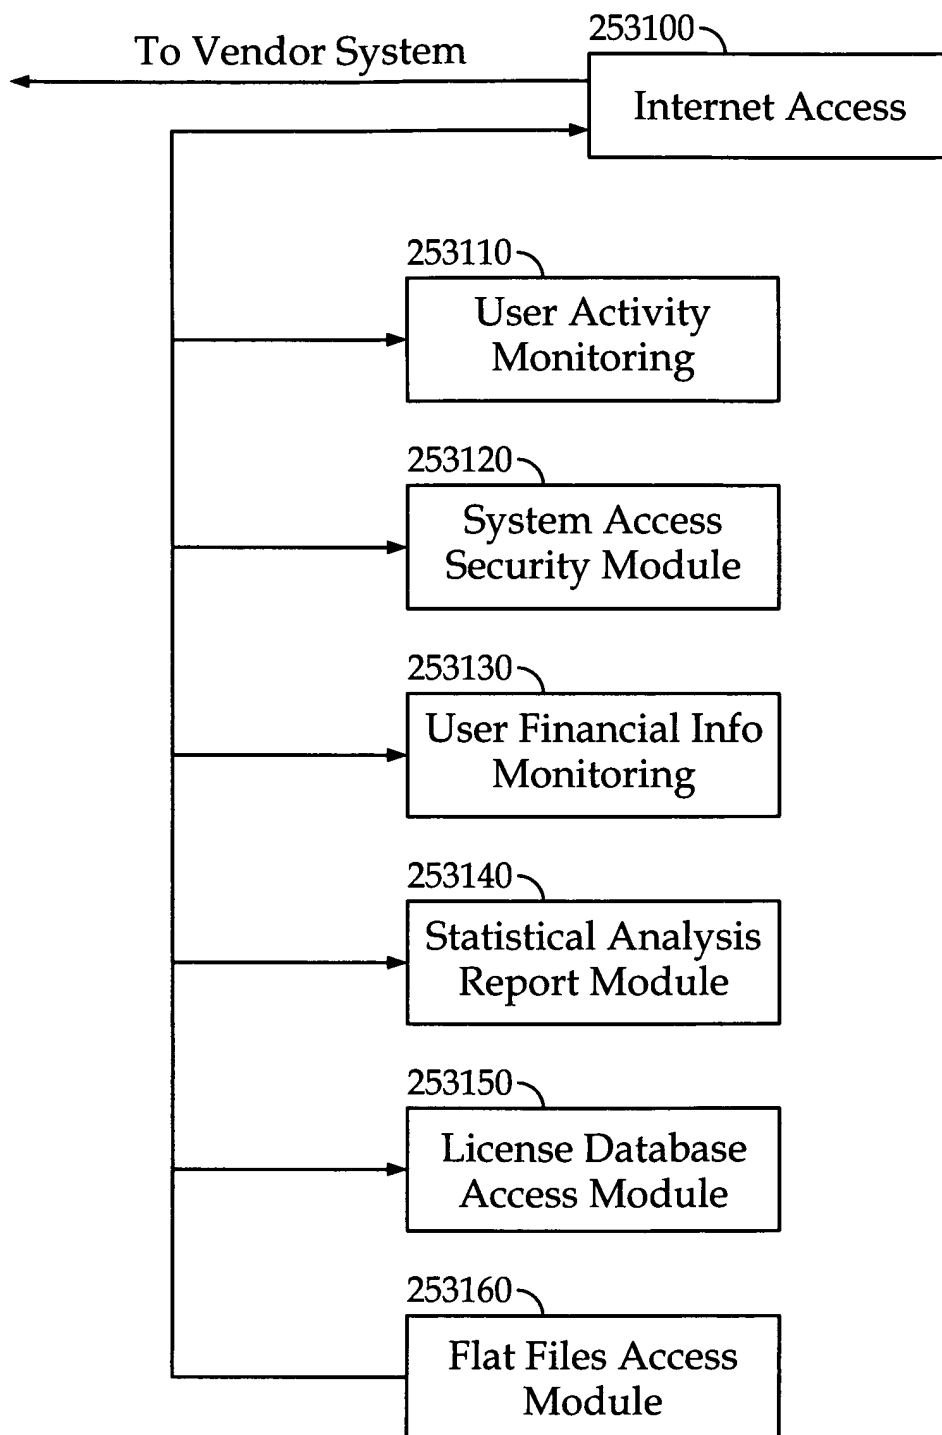 253100
To Vendor System
Internet Access
253110
User Activity
Monitoring
253120
System Access
Security Module
253130
User Financial Info
Monitoring
253140
Statistical Analysis
Report Module
253150
License Database
Access Module
253160
Flat Files Access
Module